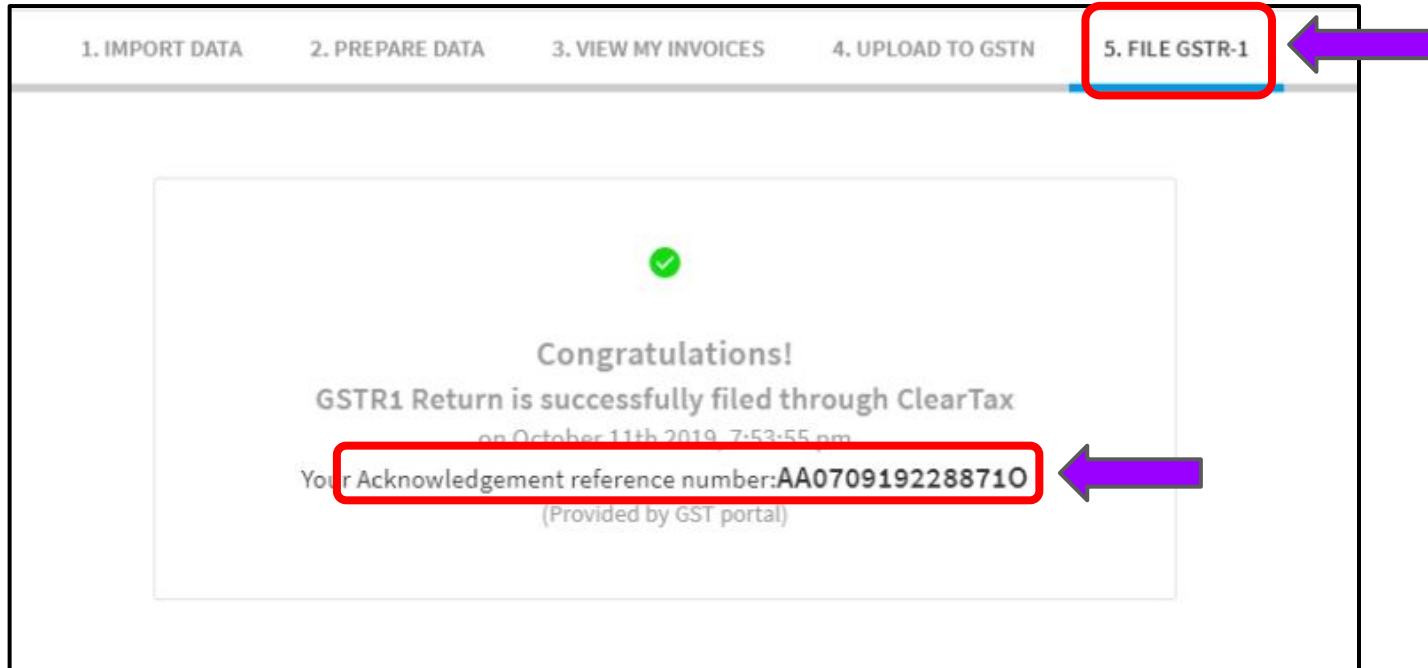 1. IMPORT DATA 2. PREPARE DATA 3. VIEW MY INVOICES 4. UPLOAD TO GSTN 5. FILE GSTR-1
Congratulations!
GSTR1 Return is successfully filed through ClearTax
on October 11th 2019, 7:53:55 pm
Your Acknowledgement reference number:AA070919228871O
(Provided by GST portal)